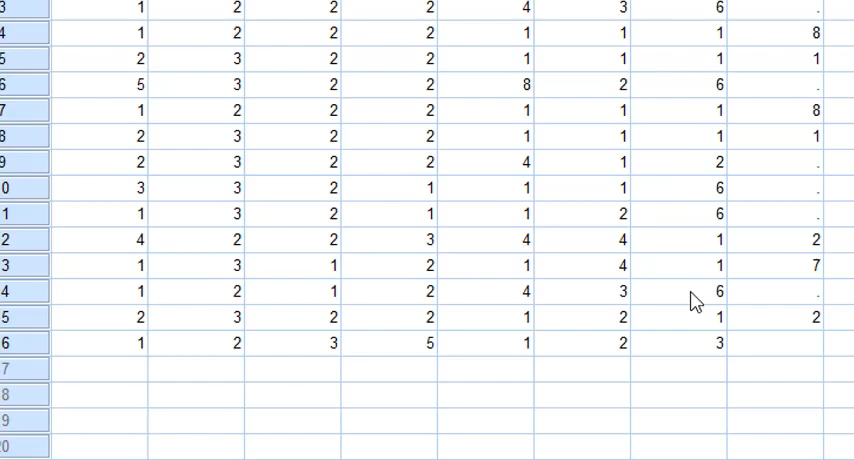 3 1 2 2 2 4 3 6 .
4 1 2 2 2 1 1 1 8
5 2 3 2 2 1 1 1 1
6 5 3 2 2 8 2 6 .
7 1 2 2 2 1 1 1 8
8 2 3 2 2 1 1 1 1
9 2 3 2 2 4 1 2 .
0 3 3 2 1 1 1 6 .
1 1 3 2 1 1 2 6 .
2 4 2 2 3 4 4 1 2
3 1 3 1 2 1 4 1 7
4 1 2 1 2 4 3 6 .
5 2 3 2 2 1 2 1 2
6 1 2 3 5 1 2 3
7
8
9
20